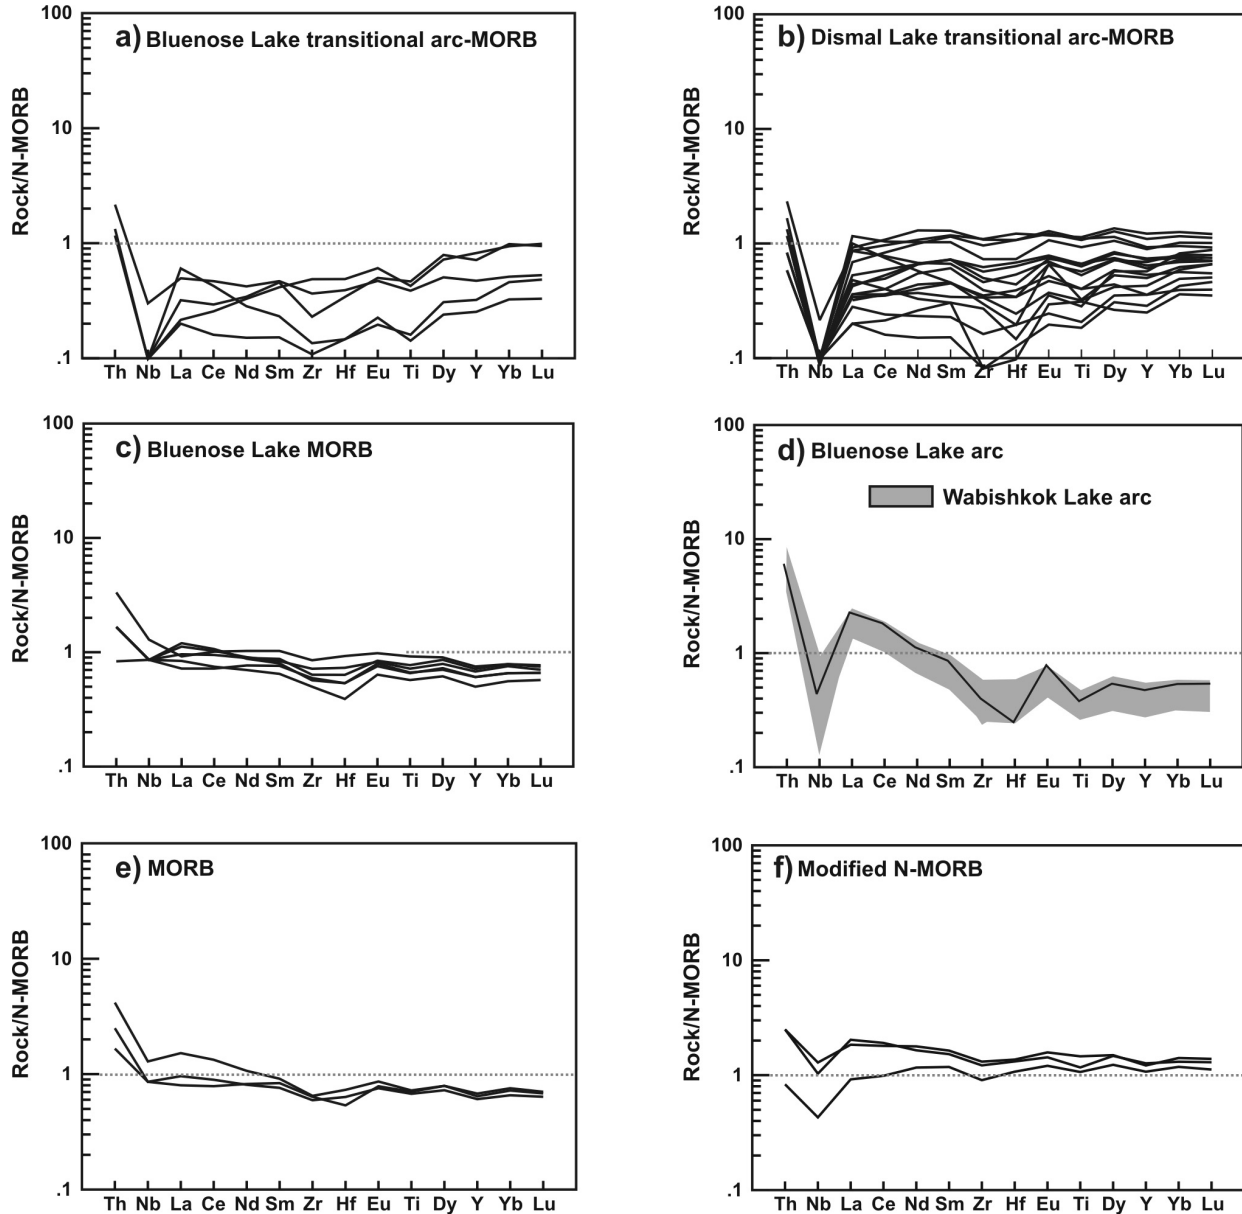 a) Bluenose Lake transitional arc-MORB
Rock/N-MORB
100
10
1
.1
Th Nb La Ce Nd Sm Zr Hf Eu Ti Dy Y Yb Lu
b) Dismal Lake transitional arc-MORB
Rock/N-MORB
100
10
1
.1
Th Nb La Ce Nd Sm Zr Hf Eu Ti Dy Y Yb Lu
c) Bluenose Lake MORB
Rock/N-MORB
100
10
1
.1
Th Nb La Ce Nd Sm Zr Hf Eu Ti Dy Y Yb Lu
d) Bluenose Lake arc
Wabishkok Lake arc
Rock/N-MORB
100
10
1
.1
Th Nb La Ce Nd Sm Zr Hf Eu Ti Dy Y Yb Lu
e) MORB
Rock/N-MORB
100
10
1
.1
Th Nb La Ce Nd Sm Zr Hf Eu Ti Dy Y Yb Lu
f) Modified N-MORB
Rock/N-MORB
100
10
1
.1
Th Nb La Ce Nd Sm Zr Hf Eu Ti Dy Y Yb Lu